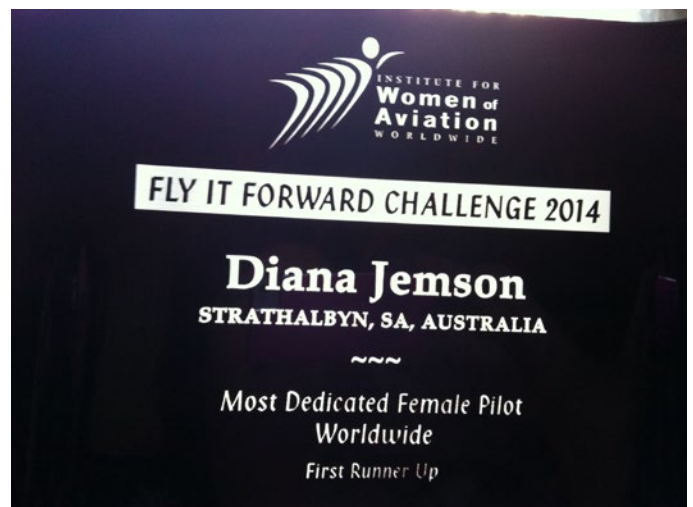 INSTITUTE FOR
Women of
Aviation
WORLDWIDE
FLY IT FORWARD CHALLENGE 2014
Diana Jemson
STRATHALBYN, SA, AUSTRALIA
~~~
Most Dedicated Female Pilot
Worldwide
First Runner Up